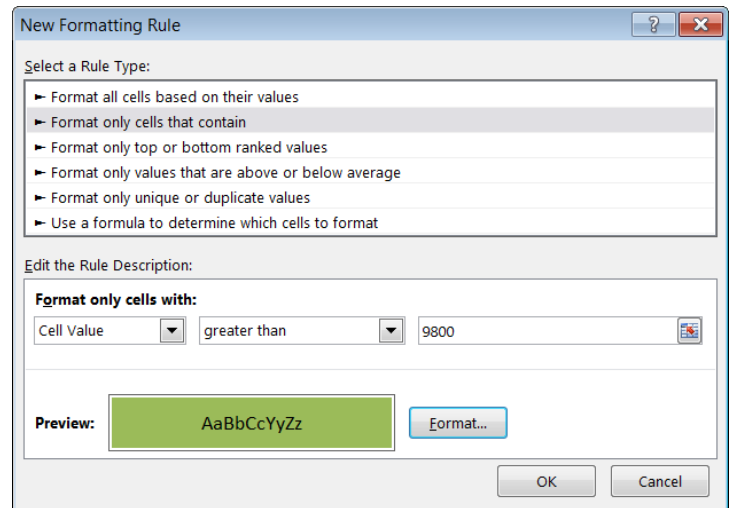 New Formatting Rule
?
Select a Rule Type:
► Format all cells based on their values
► Format only cells that contain
► Format only top or bottom ranked values
► Format only values that are above or below average
► Format only unique or duplicate values
► Use a formula to determine which cells to format
Edit the Rule Description:
Format only cells with:
Cell Value greater than 9800
Preview: AaBbCcYyZz Format...
OK Cancel